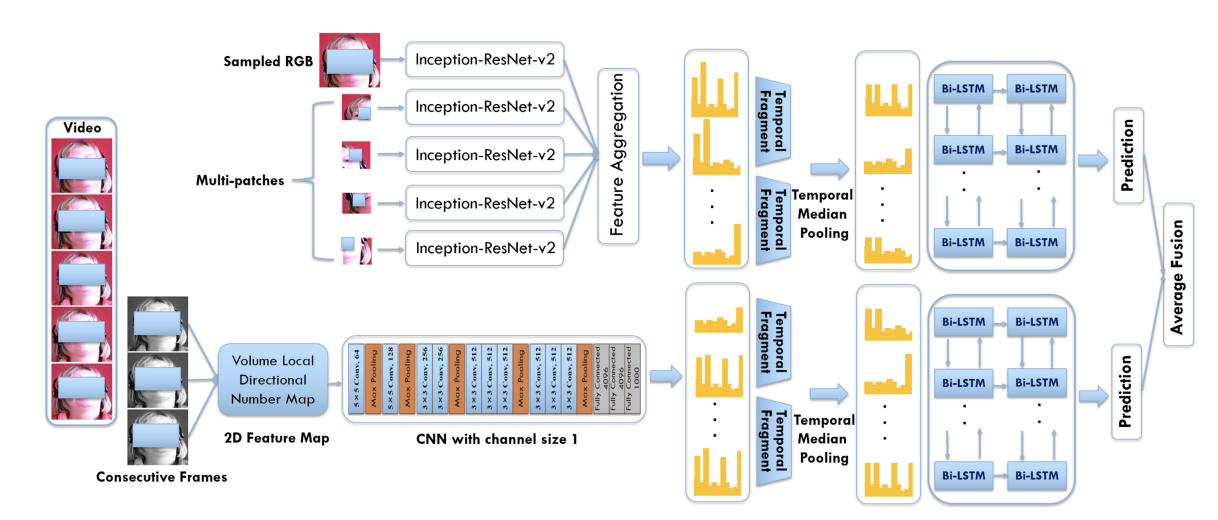 Video
Sampled RGB
Multi-patches
Inception-ResNet-v2
Inception-ResNet-v2
Inception-ResNet-v2
Inception-ResNet-v2
Inception-ResNet-v2
Feature Aggregation
Temporal
Fragment
Temporal
Fragment
Temporal
Median
Pooling
Bi-LSTM
Bi-LSTM
Bi-LSTM
Bi-LSTM
Bi-LSTM
Bi-LSTM
Prediction
Average Fusion
Consecutive Frames
Volume Local
Directional
Number Map
2D Feature Map
5×5 Conv, 64
Max Pooling
5×5 Conv, 128
Max Pooling
3×3 Conv, 256
3×3 Conv, 256
Max Pooling
3×3 Conv, 512
3×3 Conv, 512
3×3 Conv, 512
Max Pooling
3×3 Conv, 512
3×3 Conv, 512
3×3 Conv, 512
Max Pooling
Fully Connected
4096
Fully Connected
4096
Fully Connected
1000
CNN with channel size 1
Temporal
Fragment
Temporal
Fragment
Temporal
Median
Pooling
Bi-LSTM
Bi-LSTM
Bi-LSTM
Bi-LSTM
Bi-LSTM
Bi-LSTM
Prediction